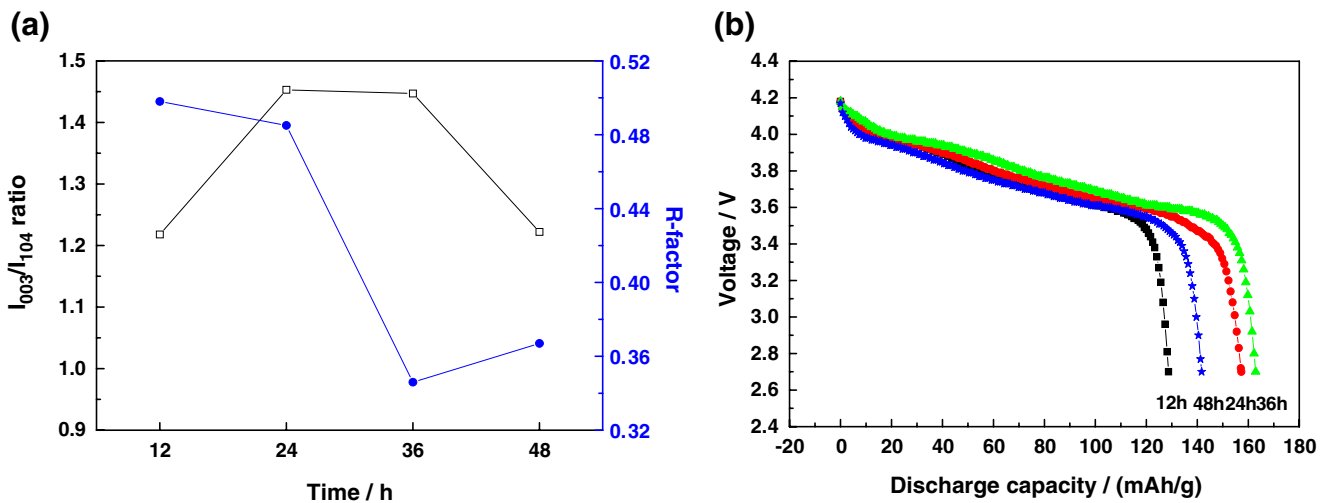 (a)
1.5
1.4
1.3
1.2
1.1
1.0
0.9
I003/I104 ratio
0.52
0.48
0.44
0.40
0.36
0.32
R-factor
12 24 36 48
Time / h
(b)
4.4
4.2
4.0
3.8
3.6
3.4
3.2
3.0
2.8
2.6
2.4
Voltage / V
12h 48h 24h 36h
-20 0 20 40 60 80 100 120 140 160 180
Discharge capacity / (mAh/g)